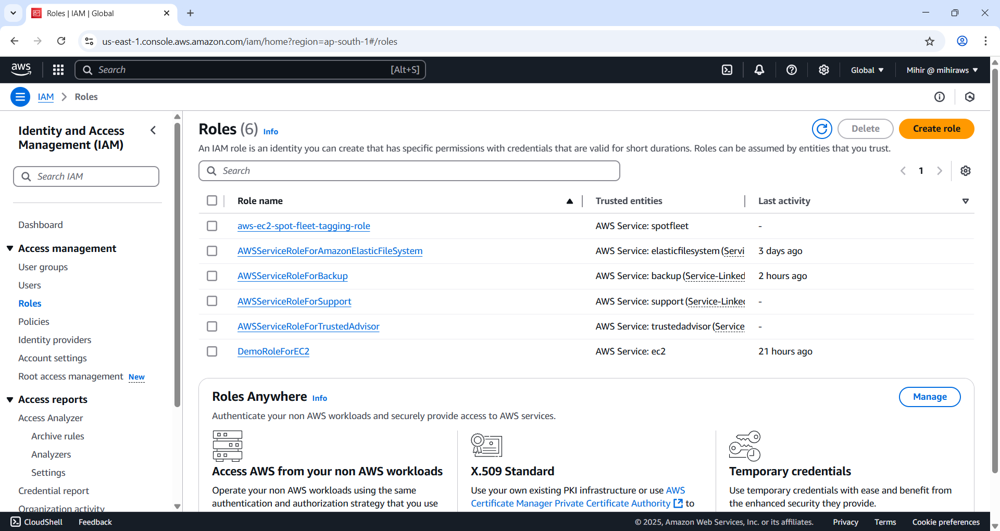 Roles | IAM | Global
us-east-1.console.aws.amazon.com/iam/home?region=ap-south-1#/roles
aws
Search
[Alt+S]
Global
Mihir @ mihiraws
IAM
Roles
Identity and Access
Management (IAM)
Search IAM
Dashboard
Access management
User groups
Users
Roles
Policies
Identity providers
Account settings
Root access management New
Access reports
Access Analyzer
Archive rules
Analyzers
Settings
Credential report
Organization activity
Roles (6) Info
Delete
Create role
An IAM role is an identity you can create that has specific permissions with credentials that are valid for short durations. Roles can be assumed by entities that you trust.
Search
1
Role name Trusted entities Last activity
aws-ec2-spot-fleet-tagging-role AWS Service: spotfleet -
AWSServiceRoleForAmazonElasticFileSystem AWS Service: elasticfilesystem (Servi 3 days ago
AWSServiceRoleForBackup AWS Service: backup (Service-Linked 2 hours ago
AWSServiceRoleForSupport AWS Service: support (Service-Linked -
AWSServiceRoleForTrustedAdvisor AWS Service: trustedadvisor (Service -
DemoRoleForEC2 AWS Service: ec2 21 hours ago
Roles Anywhere Info
Manage
Authenticate your non AWS workloads and securely provide access to AWS services.
Access AWS from your non AWS workloads
Operate your non AWS workloads using the same
authentication and authorization strategy that you use
X.509 Standard
Use your own existing PKI infrastructure or use AWS
Certificate Manager Private Certificate Authority to
Temporary credentials
Use temporary credentials with ease and benefit from
the enhanced security they provide.
CloudShell
Feedback
© 2025, Amazon Web Services, Inc. or its affiliates.
Privacy
Terms
Cookie preferences